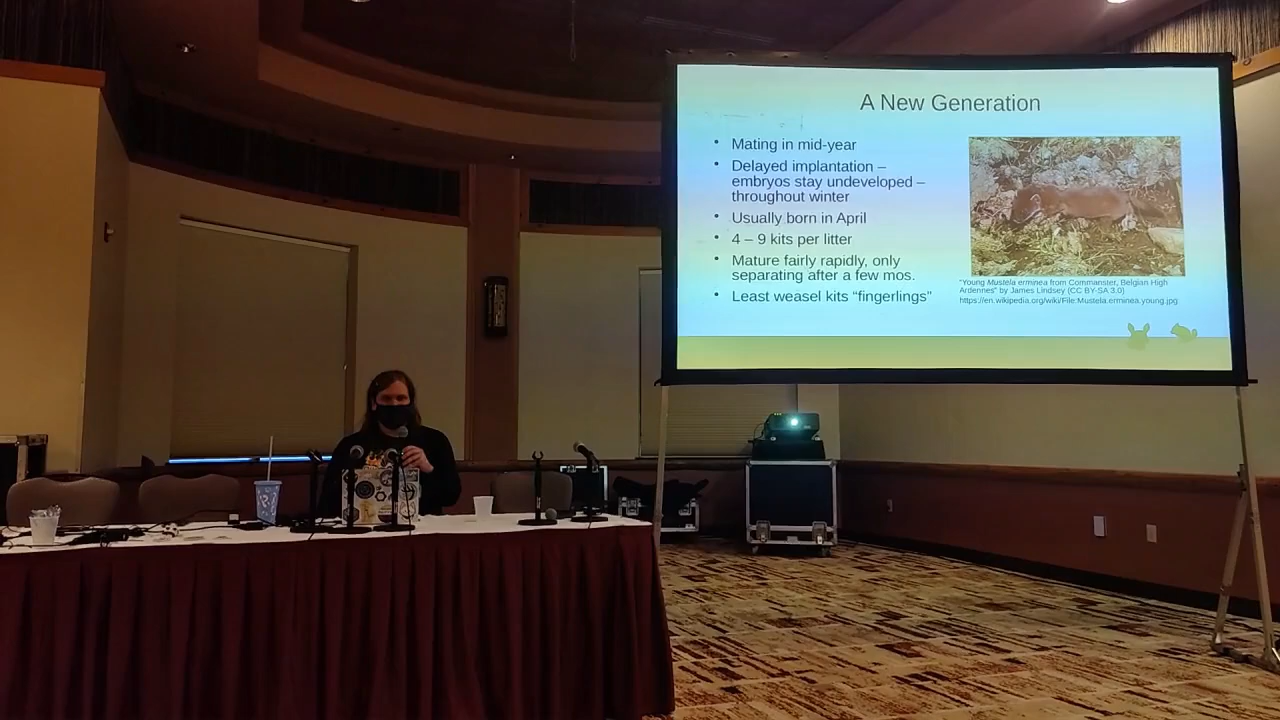 A New Generation
Mating in mid-year
Delayed implantation –
embryos stay undeveloped –
throughout winter
Usually born in April
4 – 9 kits per litter
Mature fairly rapidly, only
separating after a few mos.
Least weasel kits "fingerlings"
"Young Mustela erminea from Commanster, Belgian High
Ardennes" by James Lindsey (CC BY-SA 3.0)
https://en.wikipedia.org/wiki/File:Mustela.erminea.young.jpg